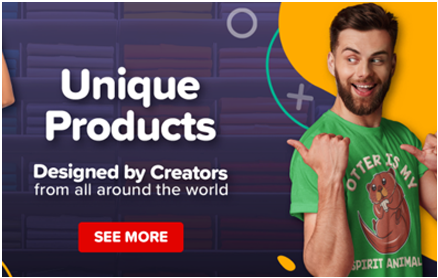 Unique
Products
Designed by Creators
from all around the world
SEE MORE
OTTER IS MY
SPIRIT ANIMAL